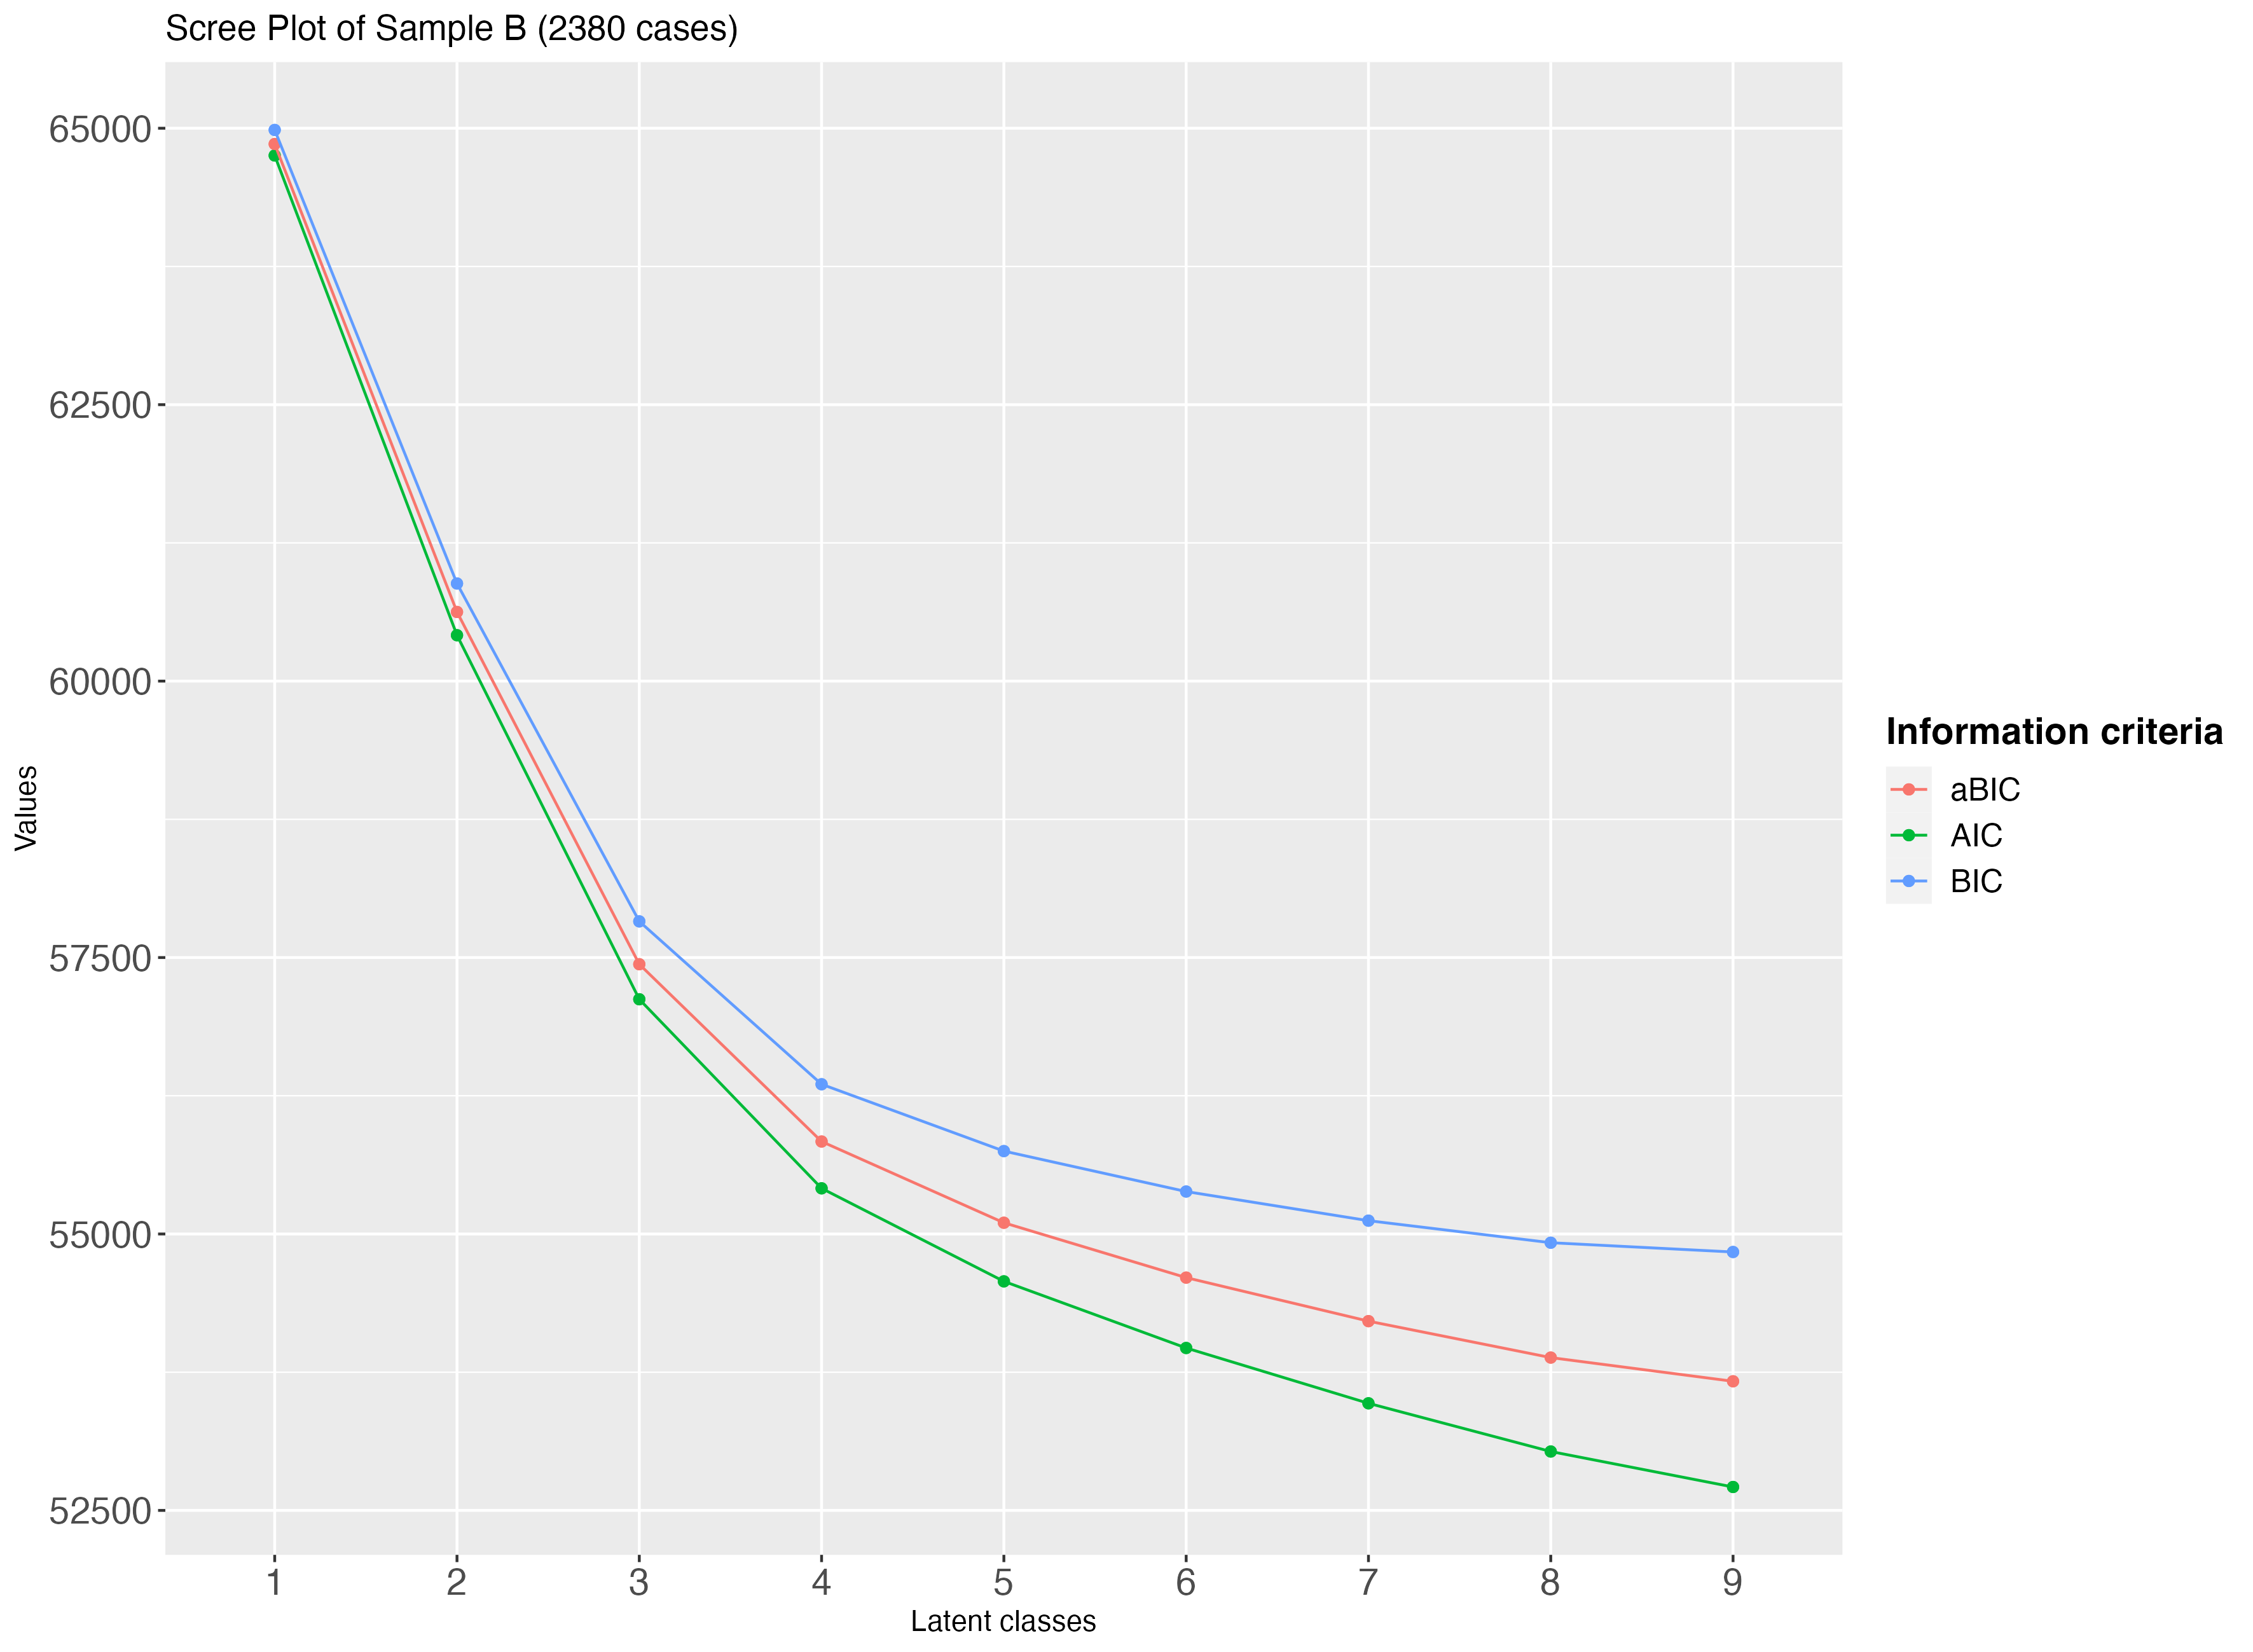 Scree Plot of Sample B (2380 cases)
65000
62500
60000
57500
55000
52500
Values
1 2 3 4 5 6 7 8 9
Latent classes
Information criteria
aBIC
AIC
BIC